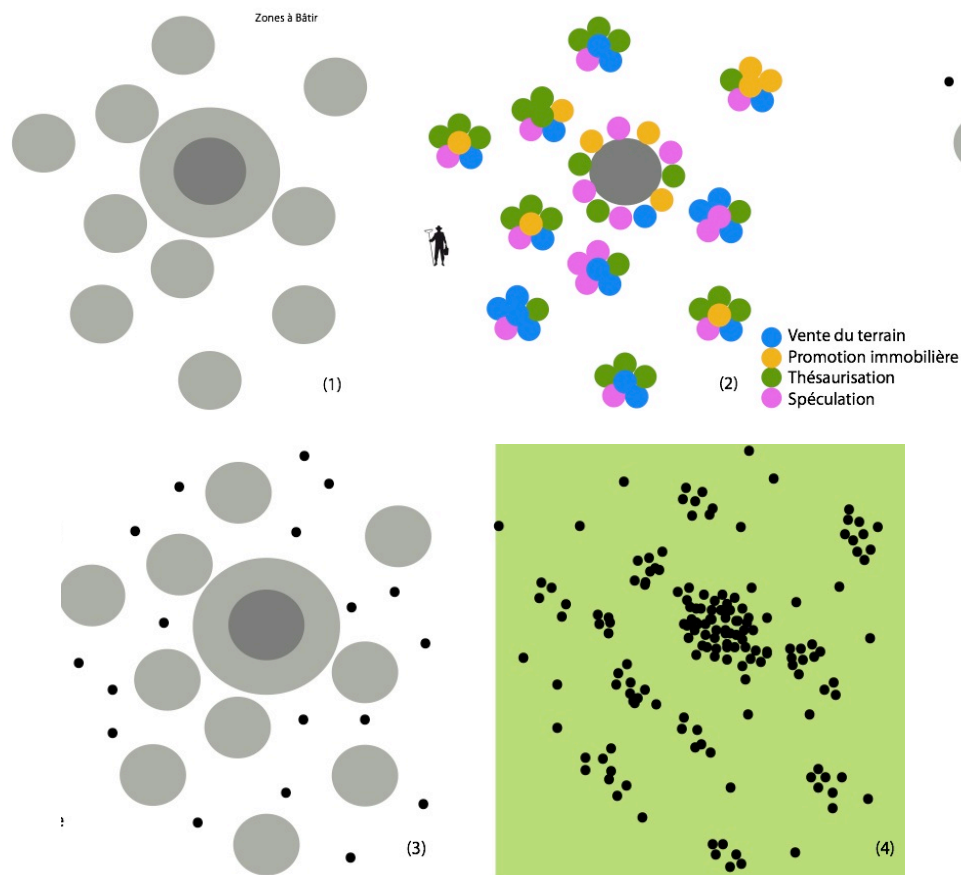 Zones à Bâtir
(1)
(2)
Vente du terrain
Promotion immobilière
Thésaurisation
Spéculation
e
(3)
(4)